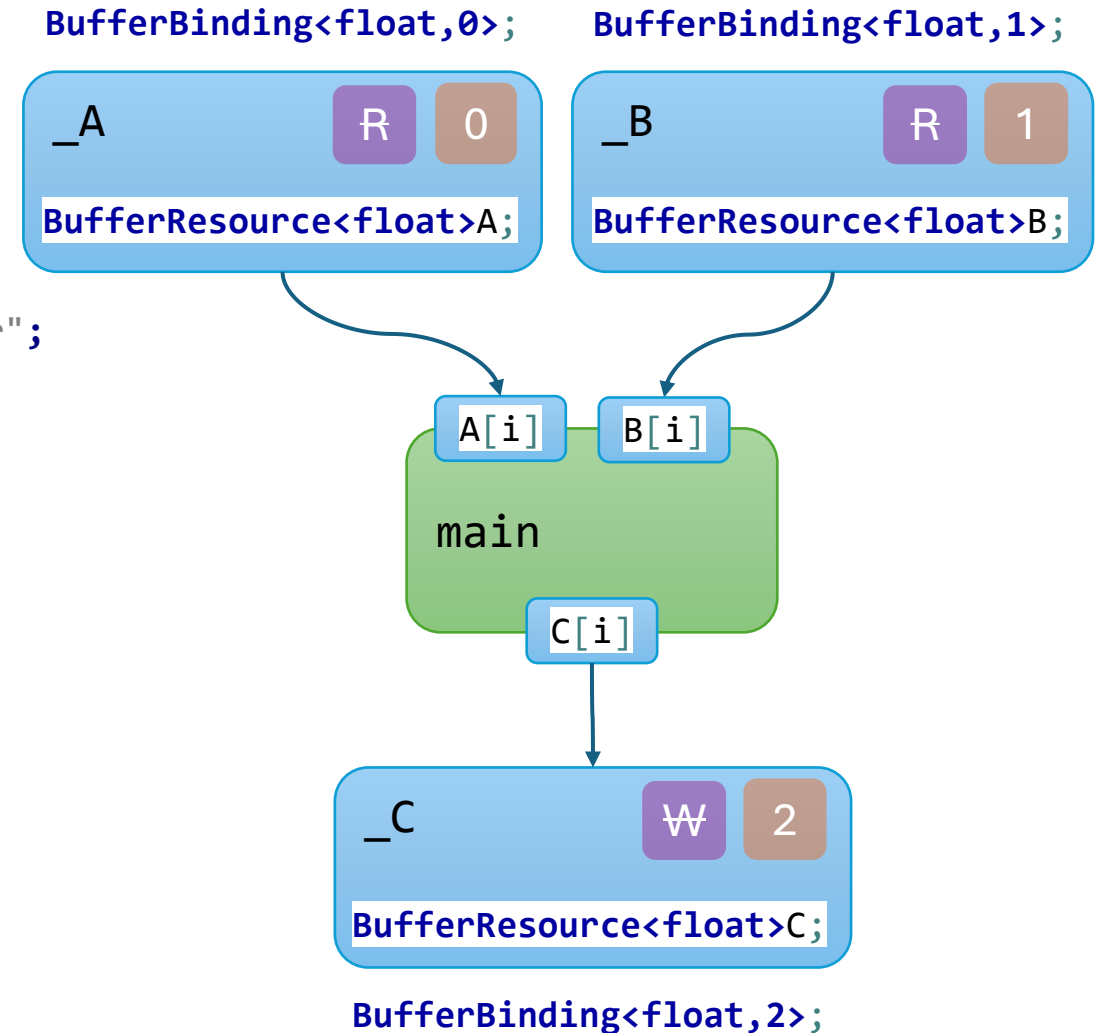 BufferBinding<float,0>; BufferBinding<float,1>;
_A R 0 _B R 1
BufferResource<float>A; BufferResource<float>B;
";
A[i] B[i]
main
C[i]
_C W 2
BufferResource<float>C;
BufferBinding<float,2>;